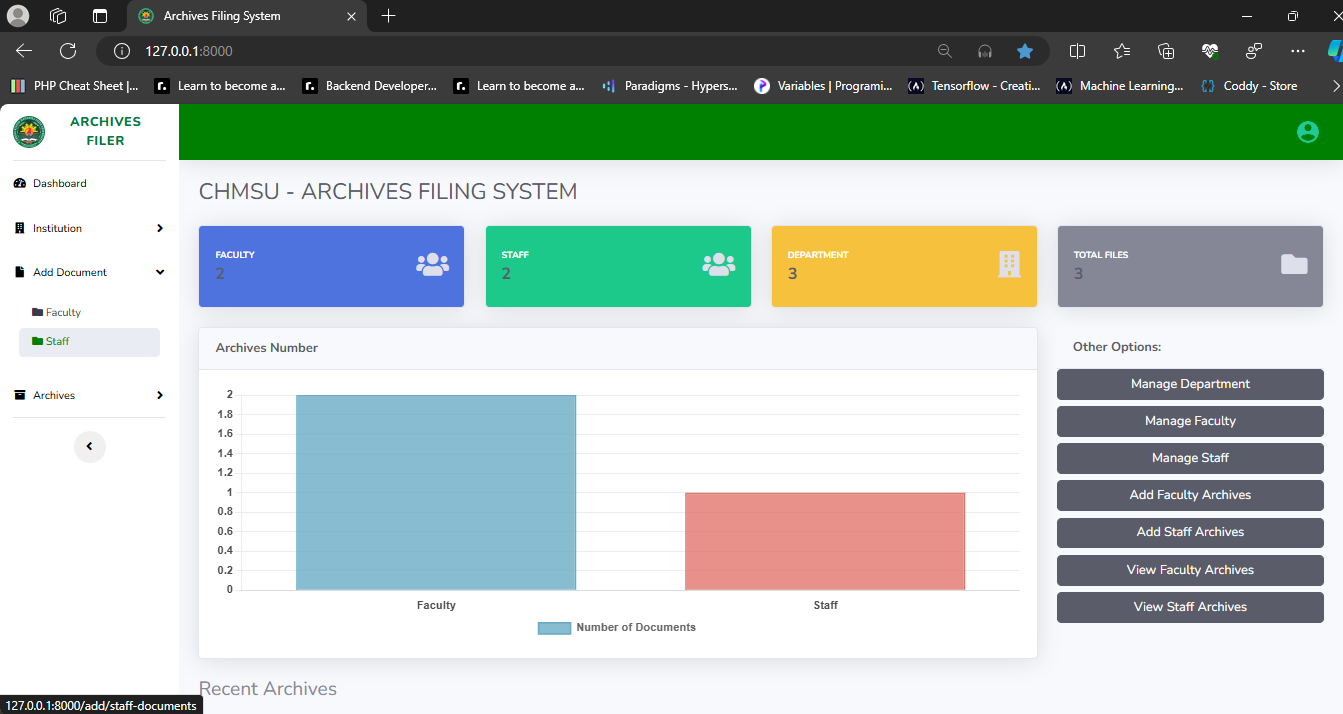 Archives Filing System
127.0.0.1:8000
PHP Cheat Sheet |...
Learn to become a...
Backend Developer...
Learn to become a...
Paradigms - Hypers...
Variables | Programi...
Tensorflow - Creati...
Machine Learning...
Coddy - Store
ARCHIVES
FILER
Dashboard
Institution
Add Document
Faculty
Staff
Archives
CHMSU - ARCHIVES FILING SYSTEM
FACULTY
2
STAFF
2
DEPARTMENT
3
TOTAL FILES
3
Archives Number
2
1.8
1.6
1.4
1.2
1
0.8
0.6
0.4
0.2
0
Faculty
Staff
Number of Documents
Other Options:
Manage Department
Manage Faculty
Manage Staff
Add Faculty Archives
Add Staff Archives
View Faculty Archives
View Staff Archives
Recent Archives
127.0.0.1:8000/add/staff-documents